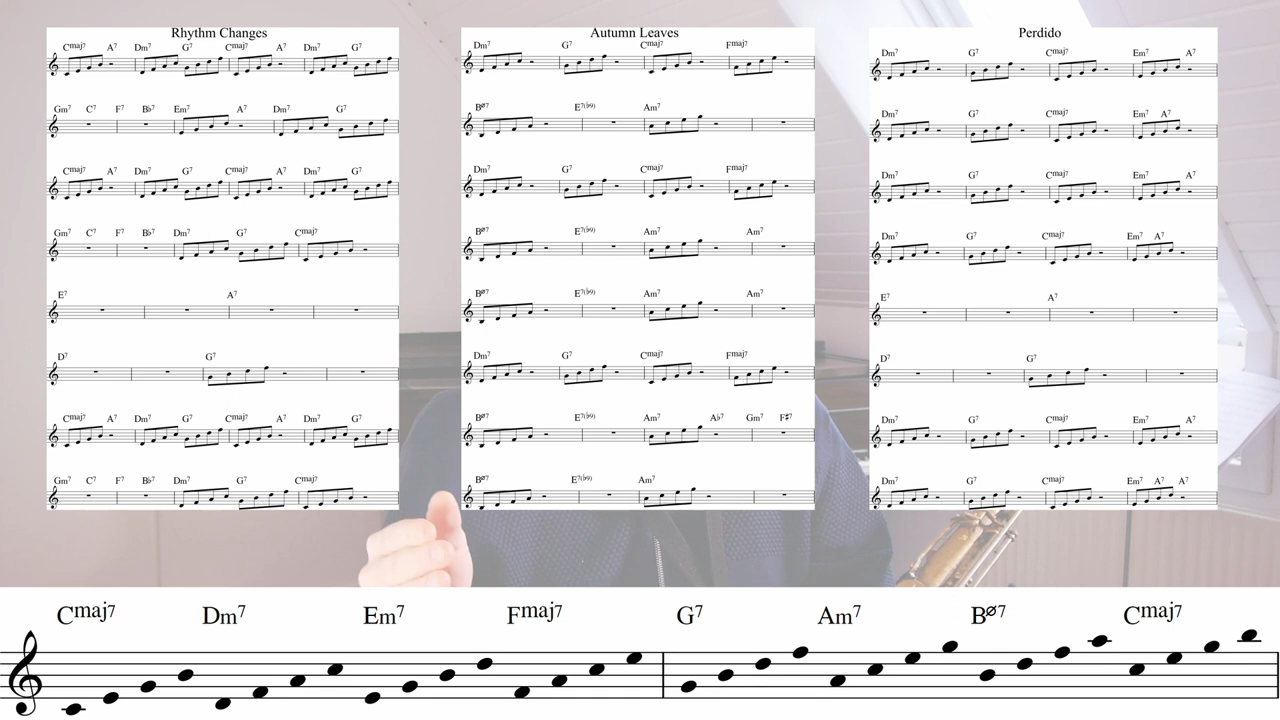 Rhythm Changes
Cmaj7 A7 Dm7 G7 Cmaj7 A7 Dm7 G7
Gm7 C7 F7 B♭7 Em7 A7 Dm7 G7
Cmaj7 A7 Dm7 G7 Cmaj7 A7 Dm7 G7
Gm7 C7 F7 B♭7 Dm7 G7 Cmaj7
E7 A7
D7 G7
Cmaj7 A7 Dm7 G7 Cmaj7 A7 Dm7 G7
Gm7 C7 F7 B♭7 Dm7 G7 Cmaj7
Autumn Leaves
Dm7 G7 Cmaj7 Fmaj7
Bø7 E7(♭9) Am7
Dm7 G7 Cmaj7 Fmaj7
Bø7 E7(♭9) Am7 Am7
Bø7 E7(♭9) Am7 Am7
Dm7 G7 Cmaj7 Fmaj7
Bø7 E7(♭9) Am7 A♭7 Gm7 F♯7
Bø7 E7(♭9) Am7
Perdido
Dm7 G7 Cmaj7 Em7 A7
Dm7 G7 Cmaj7 Em7 A7
Dm7 G7 Cmaj7 Em7 A7
Dm7 G7 Cmaj7 Em7 A7
E7 A7
D7 G7
Dm7 G7 Cmaj7 Em7 A7
Dm7 G7 Cmaj7 Em7 A7 A7
Cmaj7 Dm7 Em7 Fmaj7 G7 Am7 Bø7 Cmaj7